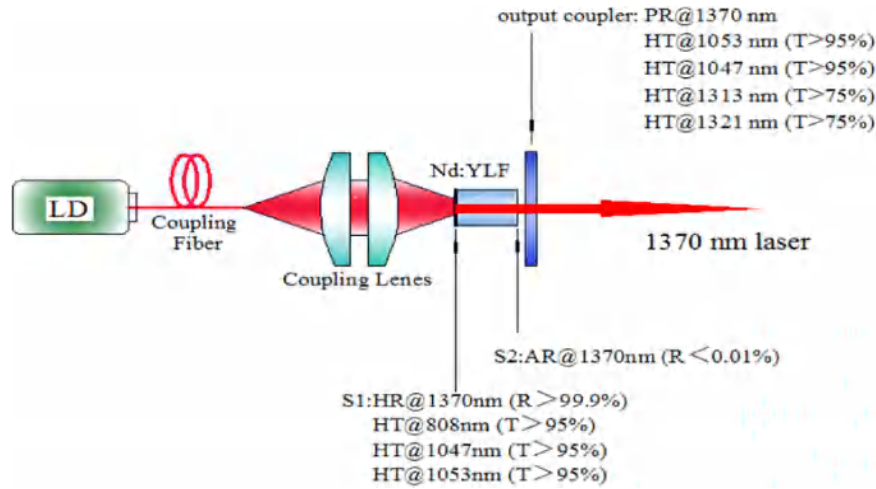 output coupler: PR@1370 nm
HT@1053 nm (T>95%)
HT@1047 nm (T>95%)
HT@1313 nm (T>75%)
HT@1321 nm (T>75%)
Nd:YLF
LD
Coupling
Fiber
1370 nm laser
Coupling Lenes
S2:AR@1370nm (R<0.01%)
S1:HR@1370nm (R>99.9%)
HT@808nm (T>95%)
HT@1047nm (T>95%)
HT@1053nm (T>95%)